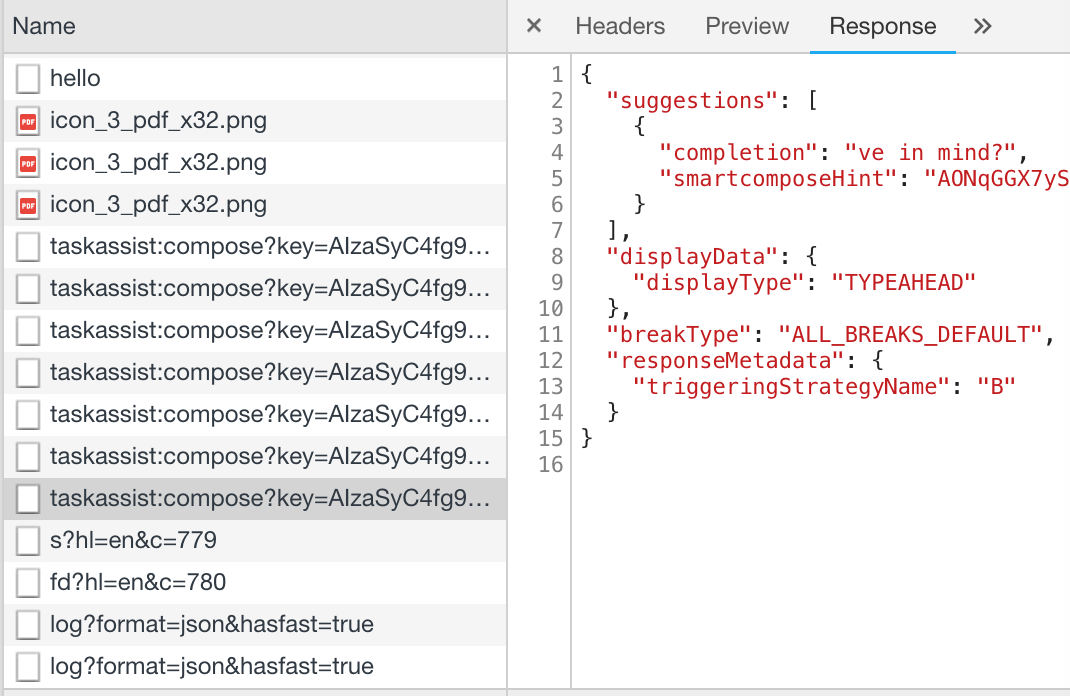 Name
hello
icon_3_pdf_x32.png
icon_3_pdf_x32.png
icon_3_pdf_x32.png
taskassist:compose?key=AIzaSyC4fg9…
taskassist:compose?key=AIzaSyC4fg9…
taskassist:compose?key=AIzaSyC4fg9…
taskassist:compose?key=AIzaSyC4fg9…
taskassist:compose?key=AIzaSyC4fg9…
taskassist:compose?key=AIzaSyC4fg9…
taskassist:compose?key=AIzaSyC4fg9…
s?hl=en&c=779
fd?hl=en&c=780
log?format=json&hasfast=true
log?format=json&hasfast=true
× Headers Preview Response »
1 {
2 "suggestions": [
3 {
4 "completion": "ve in mind?",
5 "smartcomposeHint": "AONqGGX7yS
6 }
7 ],
8 "displayData": {
9 "displayType": "TYPEAHEAD"
10 },
11 "breakType": "ALL_BREAKS_DEFAULT",
12 "responseMetadata": {
13 "triggeringStrategyName": "B"
14 }
15 }
16
PDF
PDF
PDF